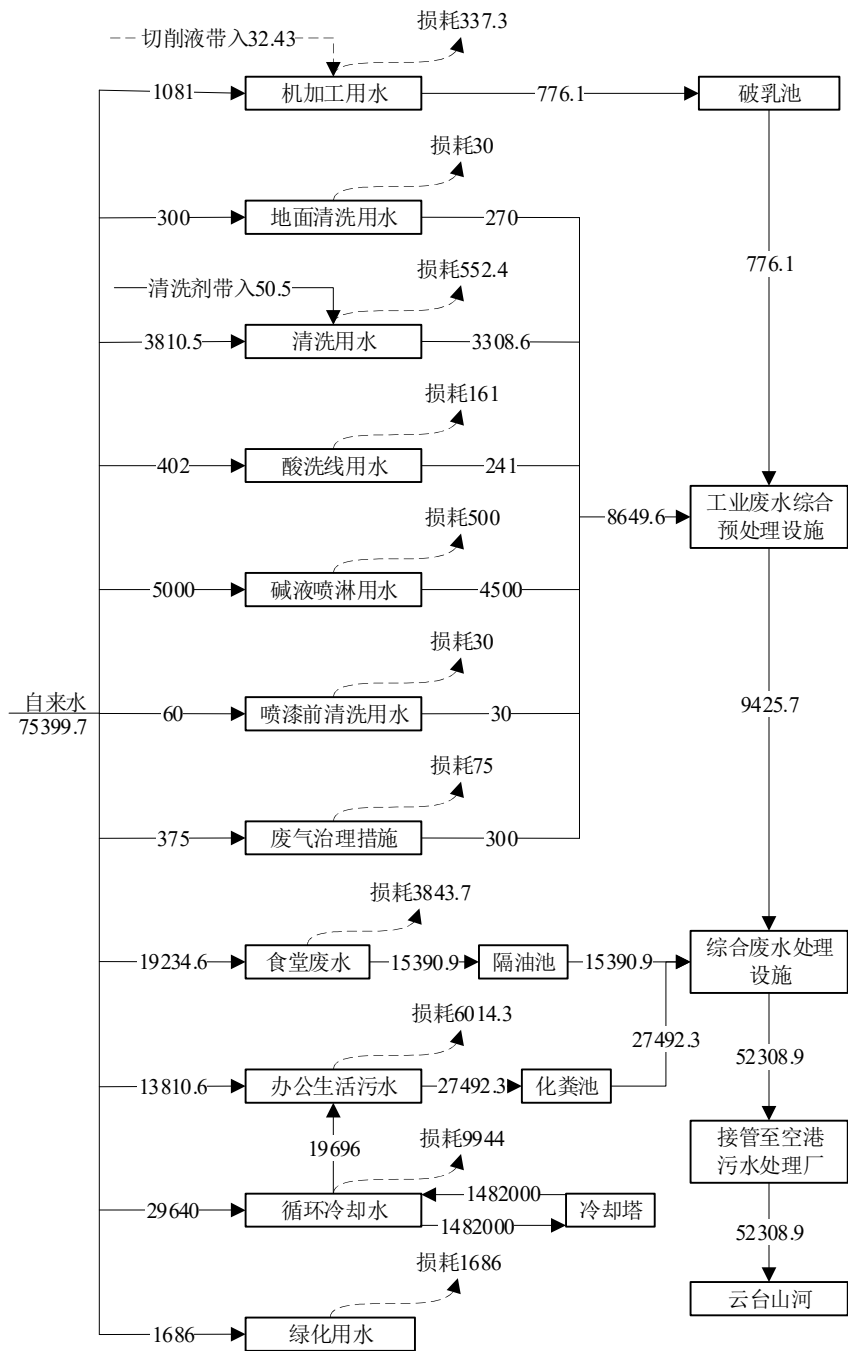 切削液带入32.43
损耗337.3
1081
机加工用水
776.1
破乳池
损耗30
300
地面清洗用水
270
776.1
清洗剂带入50.5
损耗552.4
3810.5
清洗用水
3308.6
损耗161
402
酸洗线用水
241
8649.6
工业废水综合
预处理设施
损耗500
5000
碱液喷淋用水
4500
损耗30
自来水
75399.7
60
喷漆前清洗用水
30
9425.7
损耗75
375
废气治理措施
300
损耗3843.7
19234.6
食堂废水
15390.9
隔油池
15390.9
综合废水处理
设施
损耗6014.3
27492.3
52308.9
13810.6
办公生活污水
27492.3
化粪池
19696
损耗9944
接管至空港
污水处理厂
29640
循环冷却水
1482000
1482000
冷却塔
52308.9
损耗1686
1686
绿化用水
云台山河